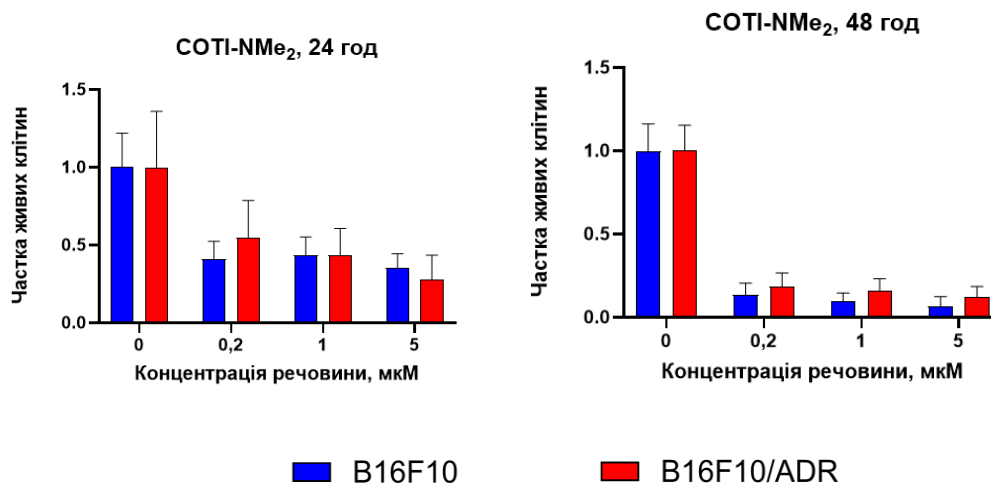 COTI-NMe₂, 24 год
Частка живих клітин
1.5
1.0
0.5
0.0
0 0,2 1 5
Концентрація речовини, мкМ
COTI-NMe₂, 48 год
Частка живих клітин
1.5
1.0
0.5
0.0
0 0,2 1 5
Концентрація речовини, мкМ
B16F10 B16F10/ADR